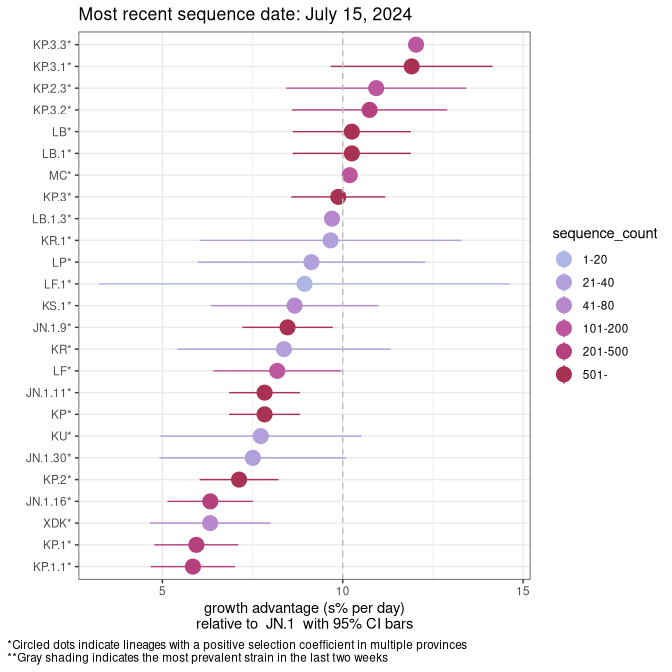 Most recent sequence date: July 15, 2024
KP.3.3*
KP.3.1*
KP.2.3*
KP.3.2*
LB*
LB.1*
MC*
KP.3*
LB.1.3*
KR.1*
LP*
LF.1*
KS.1*
JN.1.9*
KR*
LF*
JN.1.11*
KP*
KU*
JN.1.30*
KP.2*
JN.1.16*
XDK*
KP.1*
KP.1.1*
5 10 15
growth advantage (s% per day)
relative to JN.1 with 95% CI bars
sequence_count
1-20
21-40
41-80
101-200
201-500
501-
*Circled dots indicate lineages with a positive selection coefficient in multiple provinces
**Gray shading indicates the most prevalent strain in the last two weeks